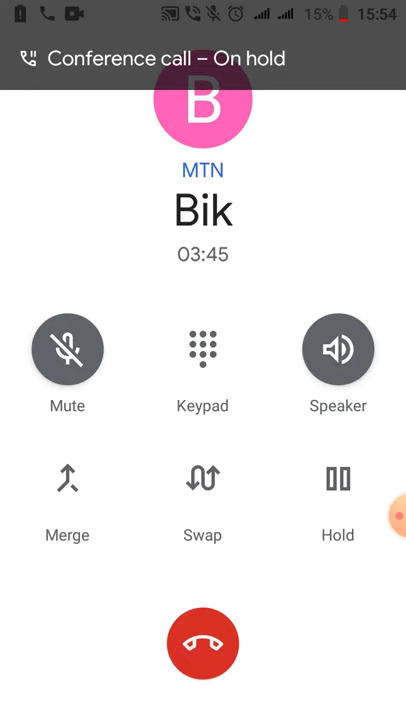 15% 15:54
Conference call – On hold
B
MTN
Bik
03:45
Mute Keypad Speaker
Merge Swap Hold